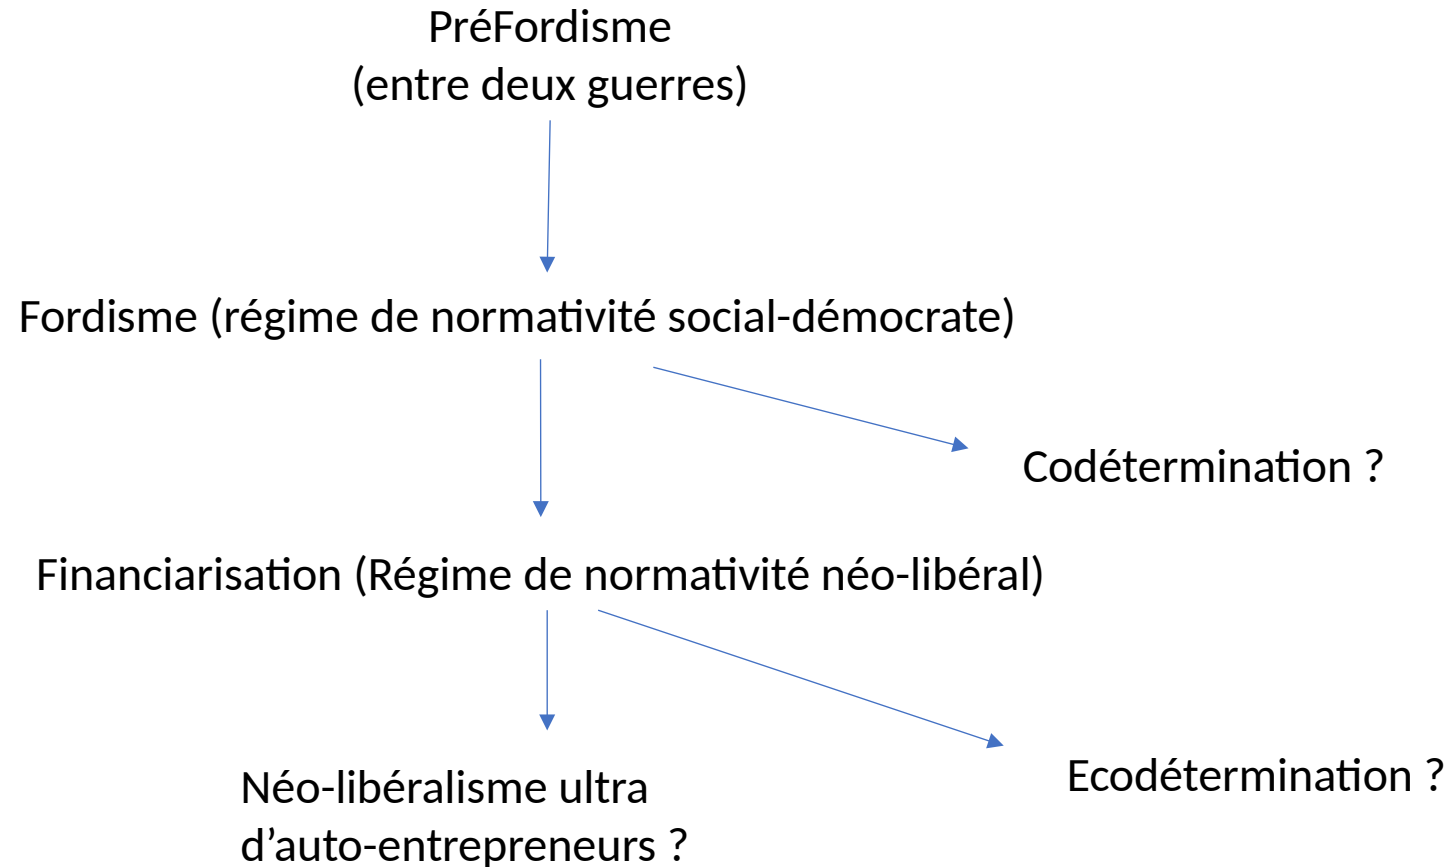 PréFordisme
(entre deux guerres)
Fordisme (régime de normativité social-démocrate)
Codétermination ?
Financiarisation (Régime de normativité néo-libéral)
Ecodétermination ?
Néo-libéralisme ultra
d’auto-entrepreneurs ?